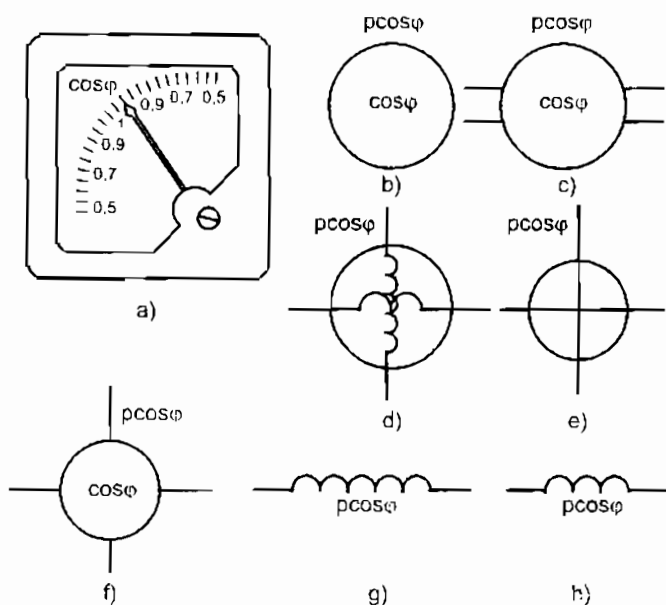 pcosφ
pcosφ
cosφ
0,9 0,7 0,5
1
0,9
0,7
0,5
cosφ
cosφ
b)
c)
a)
pcosφ
pcosφ
d)
e)
pcosφ
cosφ
pcosφ
pcosφ
f)
g)
h)